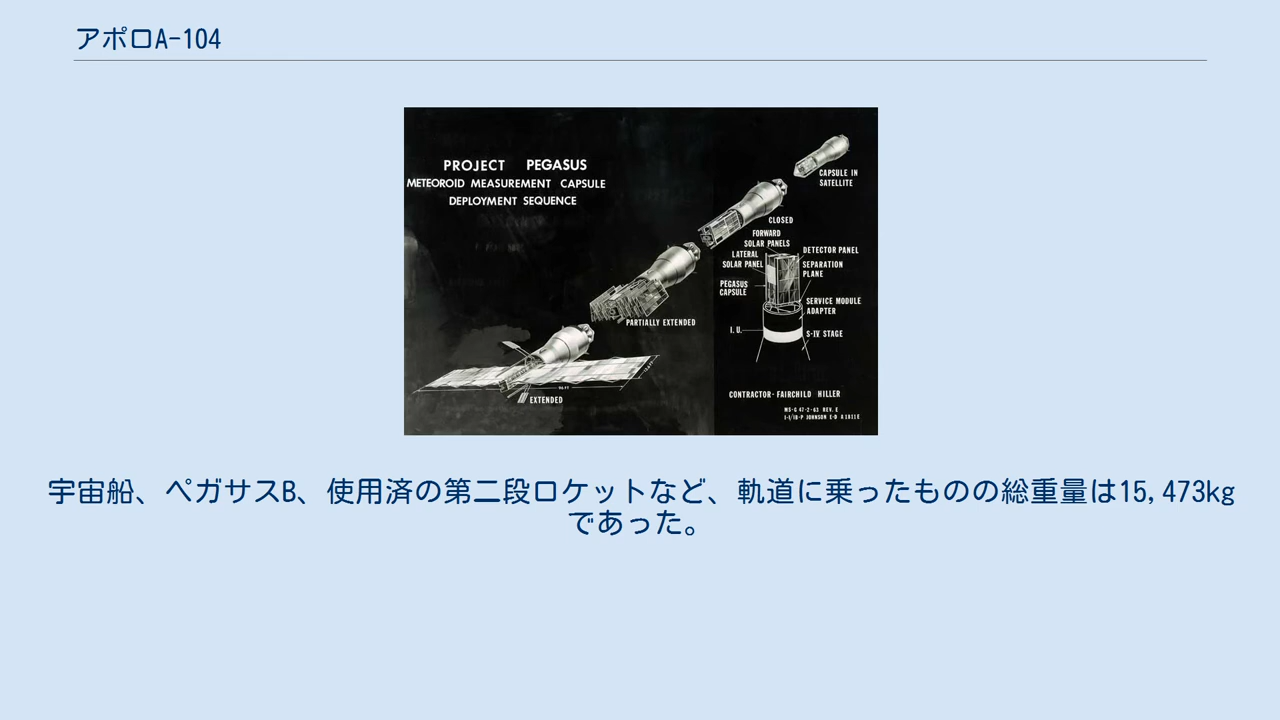 アポロA-104
PROJECT PEGASUS
METEOROID MEASUREMENT CAPSULE
DEPLOYMENT SEQUENCE
CAPSULE IN
SATELLITE
CLOSED
FORWARD
SOLAR PANELS
LATERAL
SOLAR PANEL
DETECTOR PANEL
SEPARATION
PLANE
PEGASUS
CAPSULE
SERVICE MODULE
ADAPTER
I.U.
S-IV STAGE
PARTIALLY EXTENDED
96 FT
EXTENDED
CONTRACTOR-FAIRCHILD HILLER
宇宙船、ペガサスB、使用済の第二段ロケットなど、軌道に乗ったものの総重量は15,473kg
であった。